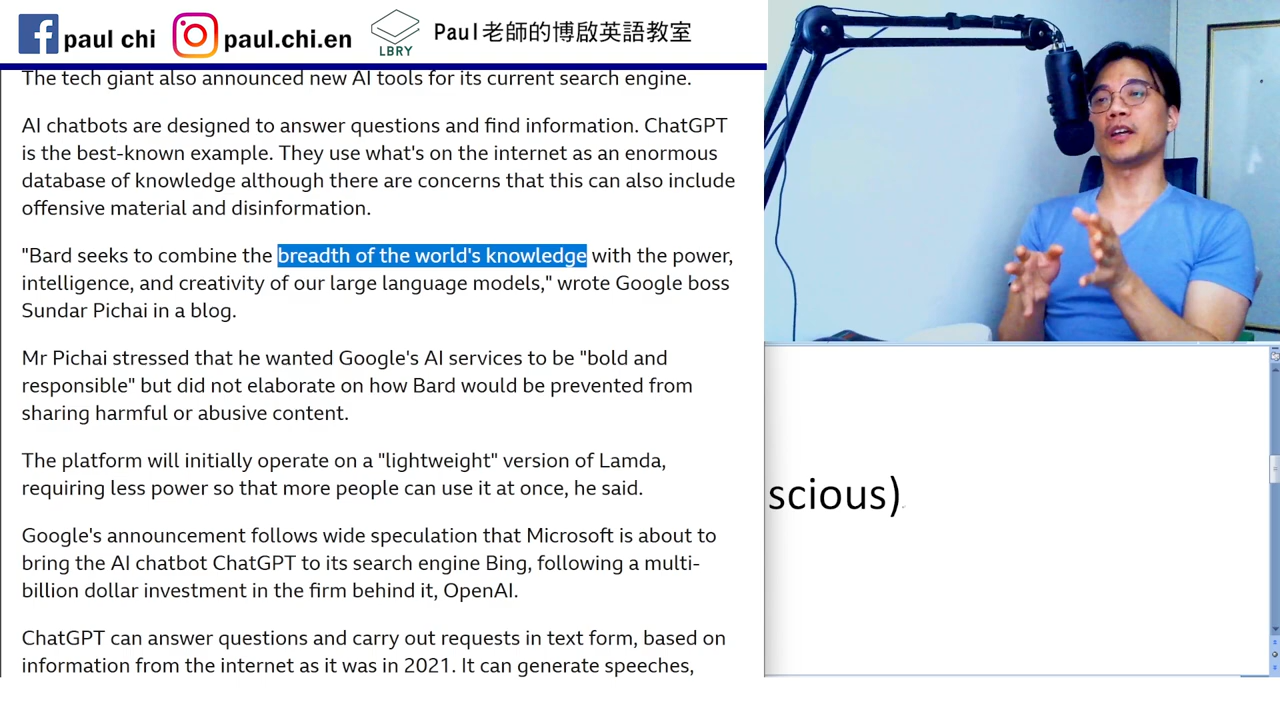 paul chi
paul.chi.en
LBRY
Paul老師的博啟英語教室
The tech giant also announced new AI tools for its current search engine.
AI chatbots are designed to answer questions and find information. ChatGPT
is the best-known example. They use what's on the internet as an enormous
database of knowledge although there are concerns that this can also include
offensive material and disinformation.
"Bard seeks to combine the breadth of the world's knowledge with the power,
intelligence, and creativity of our large language models," wrote Google boss
Sundar Pichai in a blog.
Mr Pichai stressed that he wanted Google's AI services to be "bold and
responsible" but did not elaborate on how Bard would be prevented from
sharing harmful or abusive content.
The platform will initially operate on a "lightweight" version of Lamda,
requiring less power so that more people can use it at once, he said.
Google's announcement follows wide speculation that Microsoft is about to
bring the AI chatbot ChatGPT to its search engine Bing, following a multi-
billion dollar investment in the firm behind it, OpenAI.
ChatGPT can answer questions and carry out requests in text form, based on
information from the internet as it was in 2021. It can generate speeches,
scious)